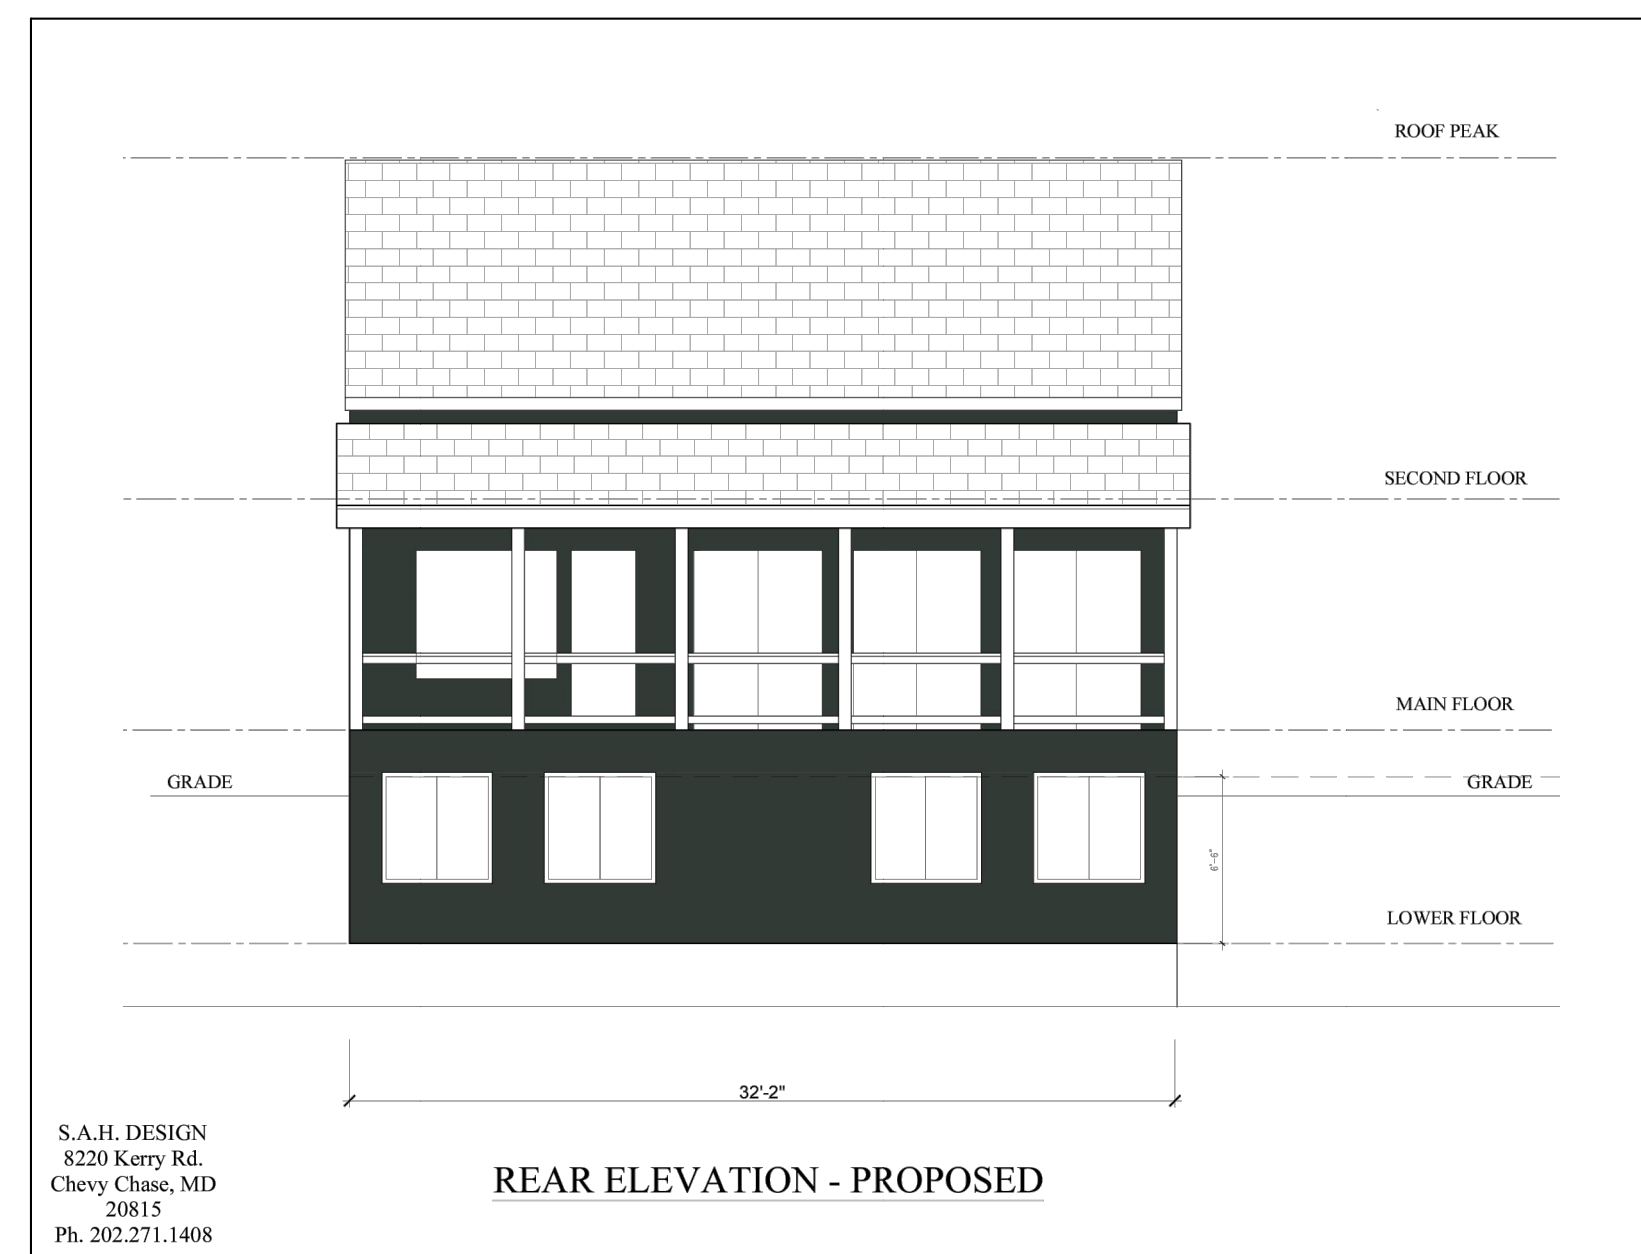 ROOF PEAK
SECOND FLOOR
MAIN FLOOR
GRADE
GRADE
6'-6"
LOWER FLOOR
32'-2"
S.A.H. DESIGN
8220 Kerry Rd.
Chevy Chase, MD
20815
Ph. 202.271.1408
REAR ELEVATION - PROPOSED